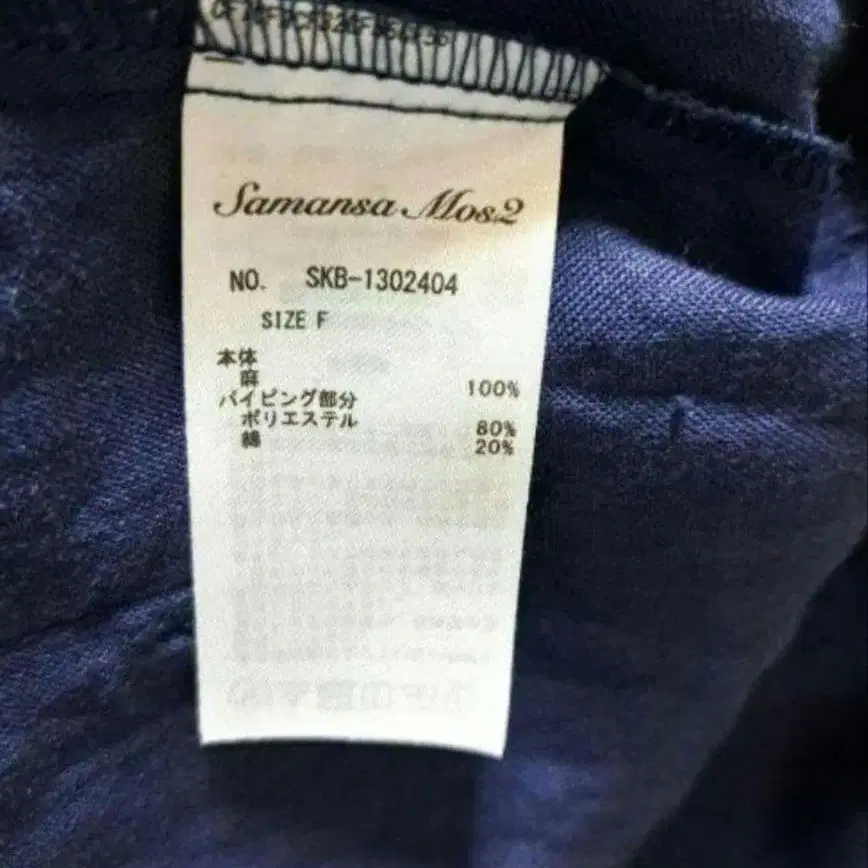 Samansa Mos2
NO. SKB-1302404
SIZE F
本体
麻 100%
パイピング部分
ポリエステル 80%
綿 20%